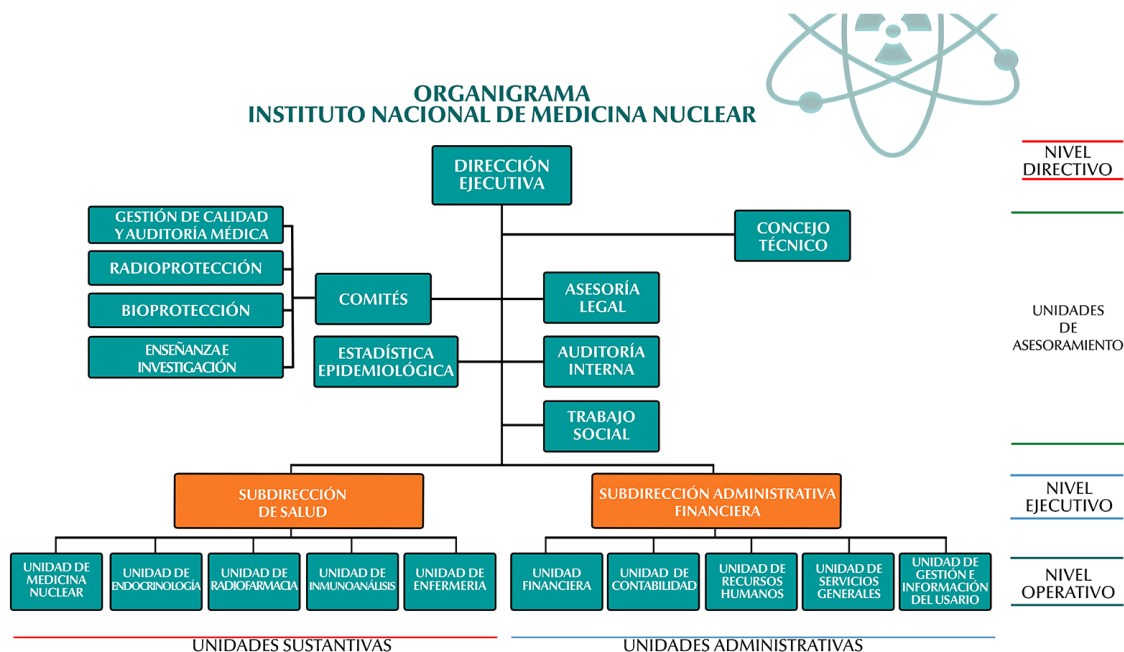 ORGANIGRAMA
INSTITUTO NACIONAL DE MEDICINA NUCLEAR
DIRECCIÓN
EJECUTIVA
NIVEL
DIRECTIVO
GESTIÓN DE CALIDAD
Y AUDITORÍA MÉDICA
RADIOPROTECCIÓN
BIOPROTECCIÓN
ENSEÑANZA E
INVESTIGACIÓN
COMITÉS
ESTADÍSTICA
EPIDEMIOLÓGICA
CONCEJO
TÉCNICO
ASESORÍA
LEGAL
AUDITORÍA
INTERNA
TRABAJO
SOCIAL
UNIDADES
DE
ASESORAMIENTO
SUBDIRECCIÓN
DE SALUD
SUBDIRECCIÓN ADMINISTRATIVA
FINANCIERA
NIVEL
EJECUTIVO
UNIDAD DE
MEDICINA
NUCLEAR
UNIDAD DE
ENDOCRINOLOGÍA
UNIDAD DE
RADIOFARMACIA
UNIDAD DE
INMUNOANÁLISIS
UNIDAD DE
ENFERMERIA
UNIDAD
FINANCIERA
UNIDAD DE
CONTABILIDAD
UNIDAD DE
RECURSOS
HUMANOS
UNIDAD DE
SERVICIOS
GENERALES
UNIDAD DE
GESTIÓN E
INFORMACIÓN
DEL USARIO
NIVEL
OPERATIVO
UNIDADES SUSTANTIVAS
UNIDADES ADMINISTRATIVAS